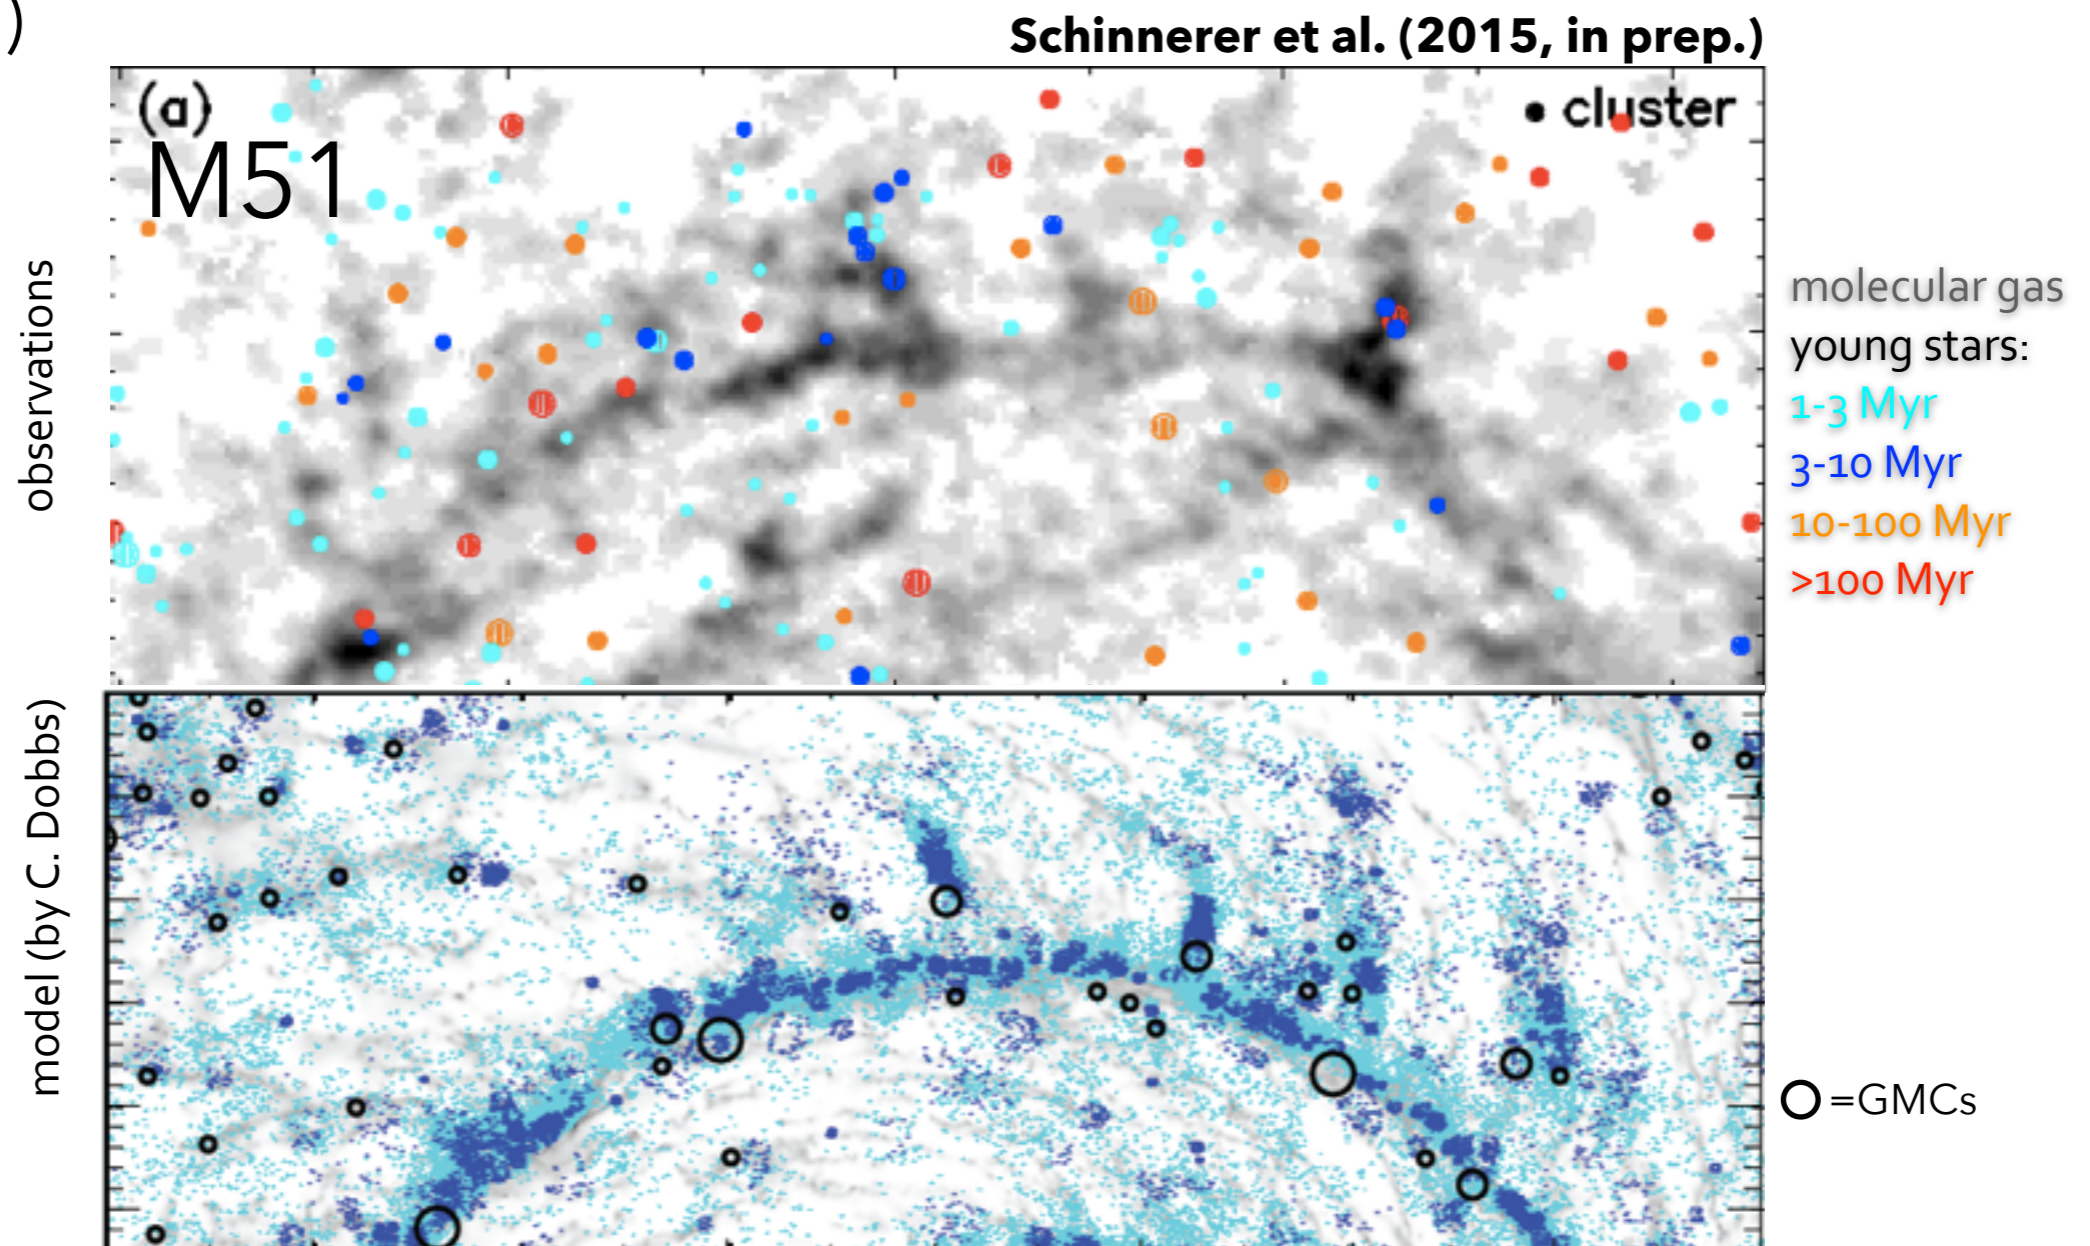 )
Schinnerer et al. (2015, in prep.)
(a)
cluster
M51
observations
molecular gas
young stars:
1-3 Myr
3-10 Myr
10-100 Myr
>100 Myr
model (by C. Dobbs)
=GMCs